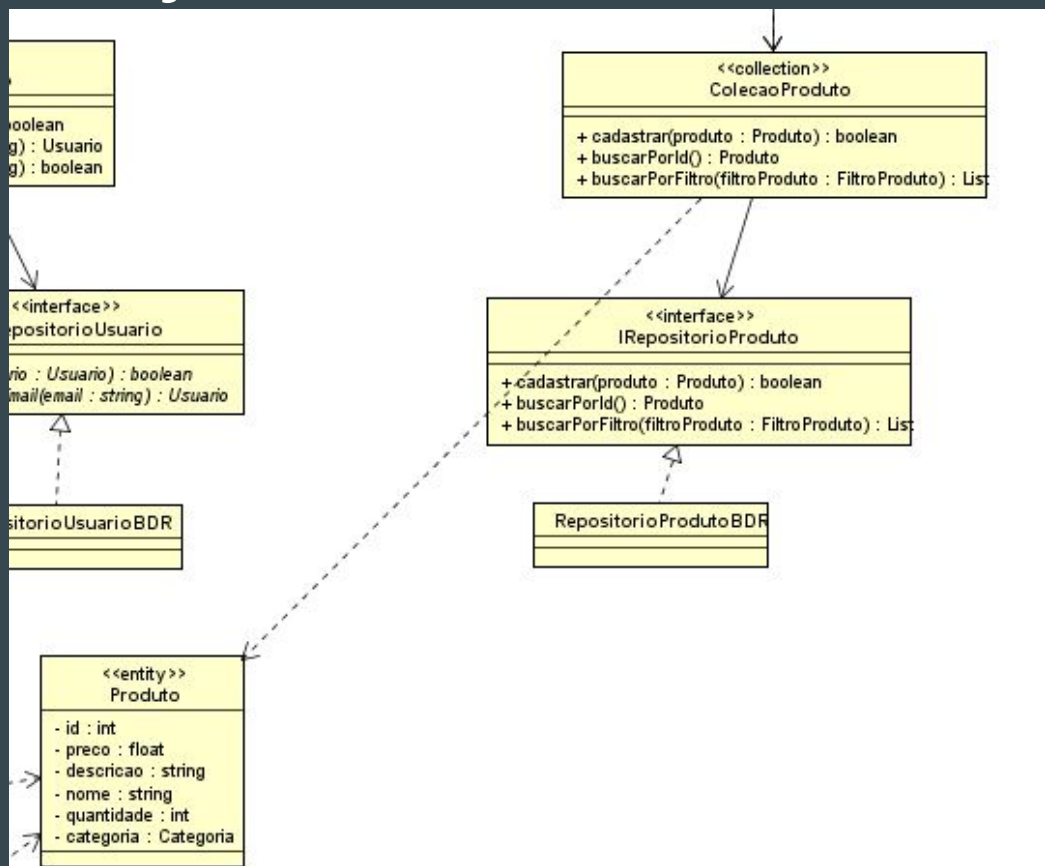 boolean
: Usuario
: boolean
<<collection>>
ColecaoProduto
+ cadastrar(produto : Produto) : boolean
+ buscarPorId() : Produto
+ buscarPorFiltro(filtroProduto : FiltroProduto) : List
<<interface>>
epositorioUsuario
rio : Usuario) : boolean
mail(email : string) : Usuario
<<interface>>
IRepositorioProduto
+ cadastrar(produto : Produto) : boolean
+ buscarPorId() : Produto
+ buscarPorFiltro(filtroProduto : FiltroProduto) : List
sitorioUsuarioBDR
RepositorioProdutoBDR
<<entity>>
Produto
- id : int
- preco : float
- descricao : string
- nome : string
- quantidade : int
- categoria : Categoria